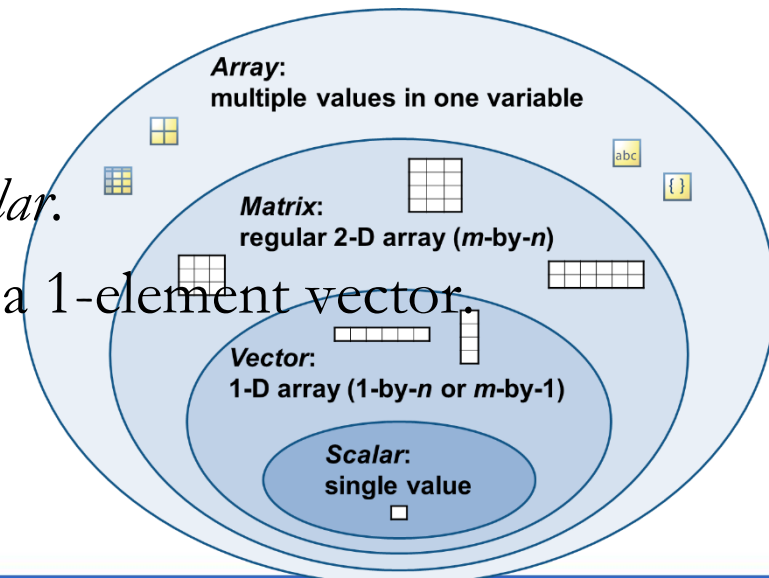 Array:
multiple values in one variable
abc
{ }
lar.
Matrix:
regular 2-D array (m-by-n)
a 1-element vector.
Vector:
1-D array (1-by-n or m-by-1)
Scalar:
single value